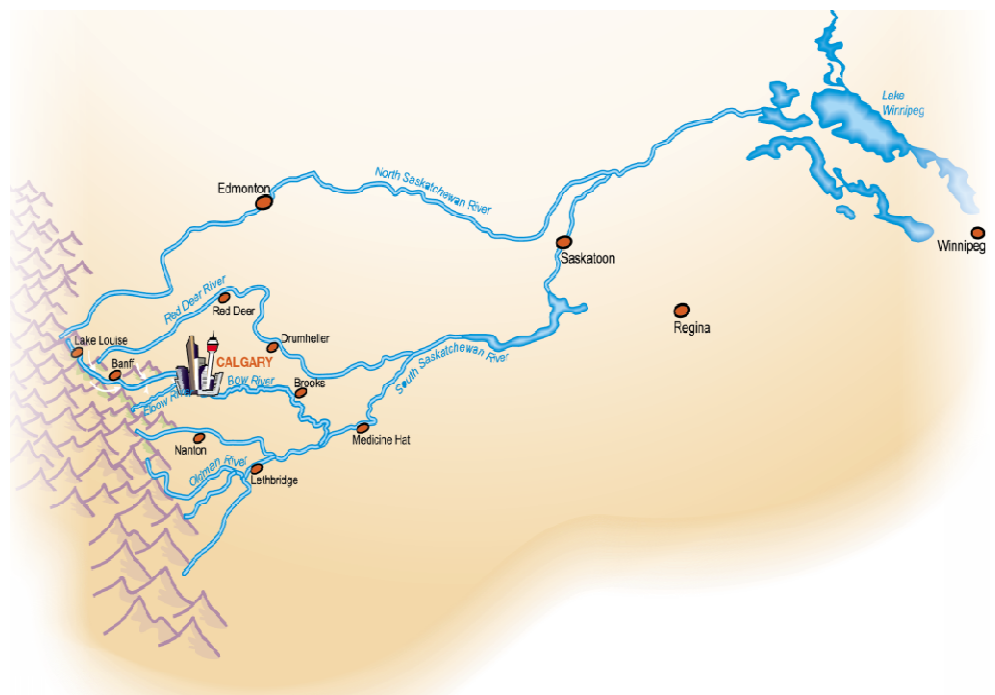 Lake
Winnipeg
North Saskatchewan River
Edmonton
Winnipeg
Saskatoon
Red Deer River
Red Deer
Regina
Lake Louise
Drumheller
Banff
CALGARY
South Saskatchewan River
Bow River
Brooks
Elbow River
Medicine Hat
Nanton
Oldman River
Lethbridge